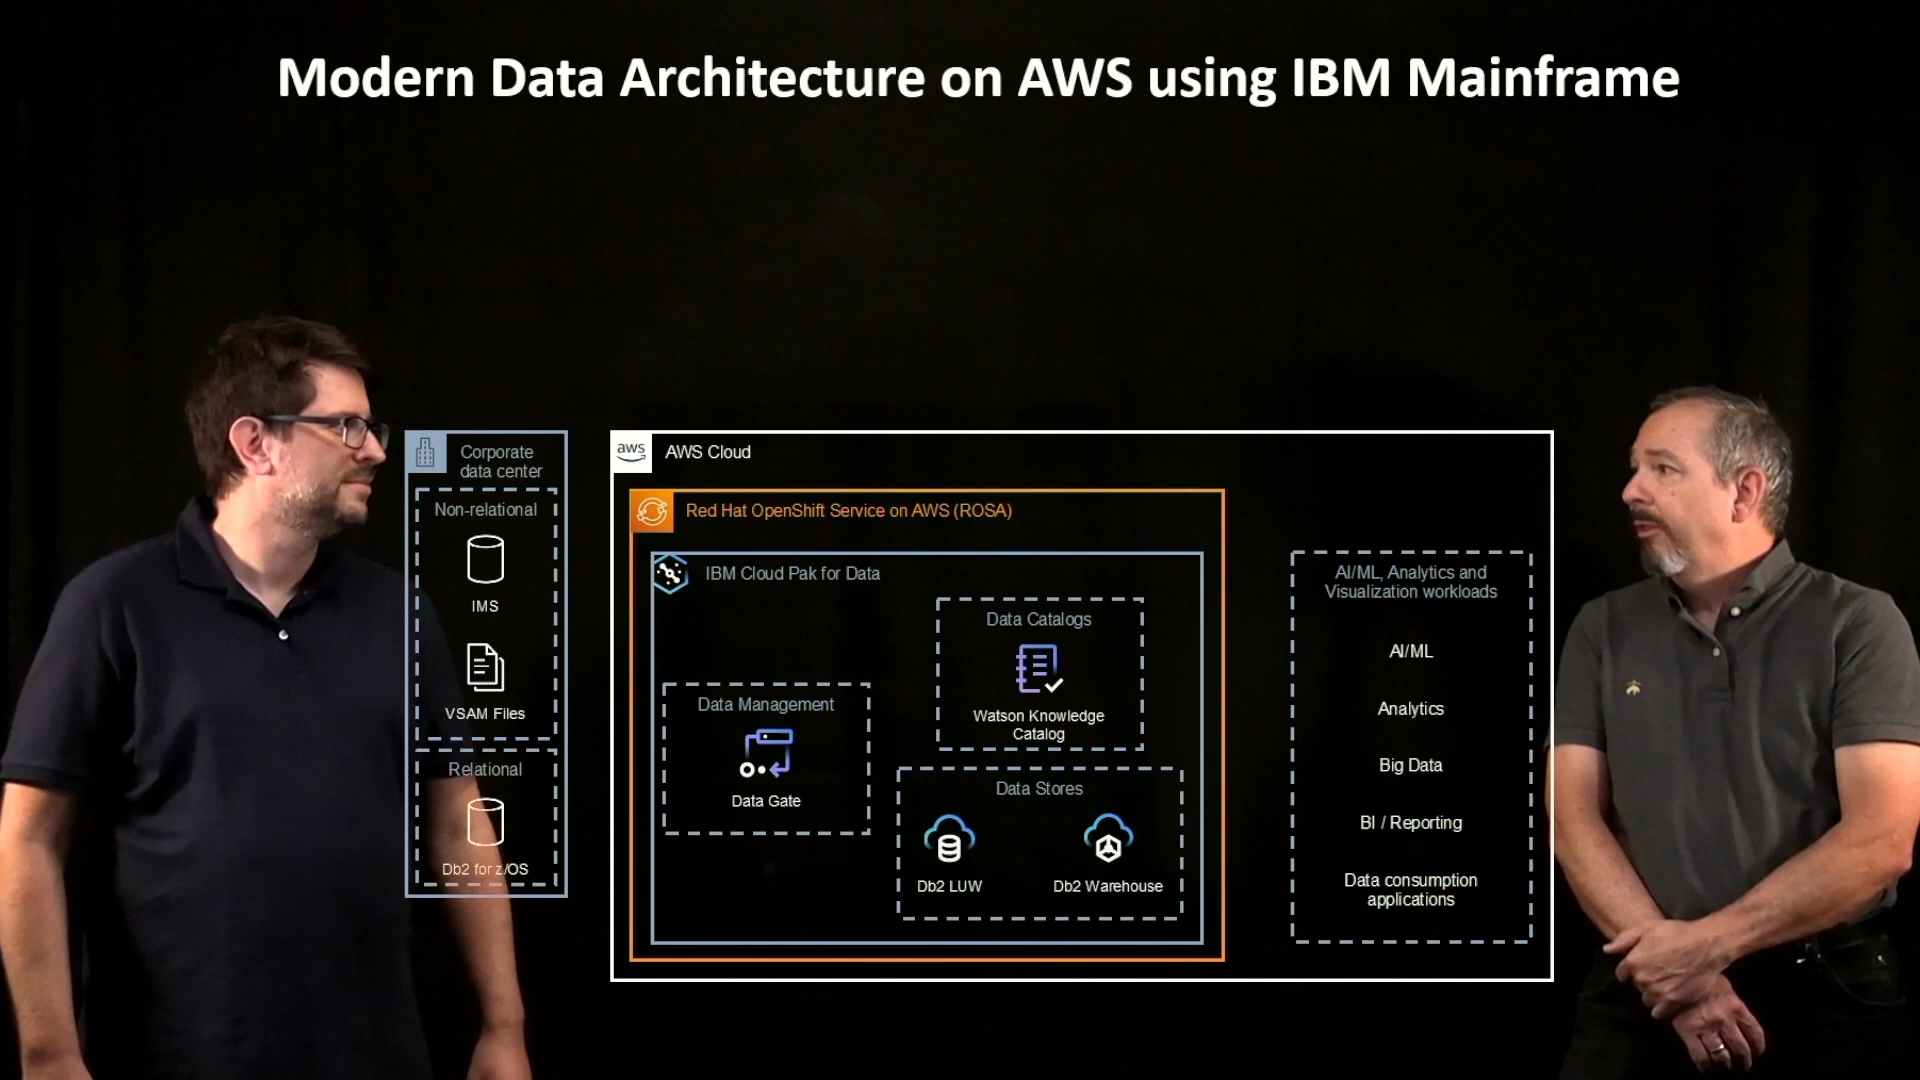 Modern Data Architecture on AWS using IBM Mainframe
Corporate
data center
Non-relational
IMS
VSAM Files
Relational
Db2 for z/OS
aws
AWS Cloud
Red Hat OpenShift Service on AWS (ROSA)
IBM Cloud Pak for Data
Data Management
Data Gate
Data Catalogs
Watson Knowledge
Catalog
Data Stores
Db2 LUW
Db2 Warehouse
AI/ML, Analytics and
Visualization workloads
AI/ML
Analytics
Big Data
BI / Reporting
Data consumption
applications